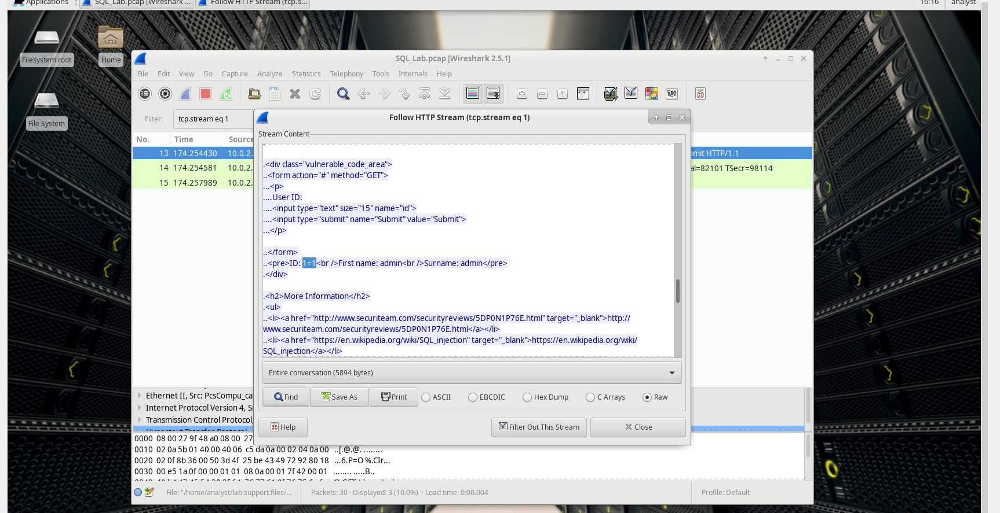 Applications
SQL_Lab.pcap [Wireshark ...
Follow HTTP Stream (tcp.s...
16:16
analyst
Filesystem root
Home
File System
SQL_Lab.pcap [Wireshark 2.5.1]
File Edit View Go Capture Analyze Statistics Telephony Tools Internals Help
Filter: tcp.stream eq 1
No. Time Source
13 174.254430 10.0.2. HTTP/1.1
14 174.254581 10.0.2. al=82101 TSecr=98114
15 174.257989 10.0.2.
Follow HTTP Stream (tcp.stream eq 1)
Stream Content
.<div class="vulnerable_code_area">
..<form action="#" method="GET">
...<p>
....User ID:
....<input type="text" size="15" name="id">
....<input type="submit" name="Submit" value="Submit">
...</p>
..</form>
..<pre>ID: 1=1<br />First name: admin<br />Surname: admin</pre>
.</div>
.<h2>More Information</h2>
.<ul>
..<li><a href="http://www.securiteam.com/securityreviews/5DP0N1P76E.html" target="_blank">http://
www.securiteam.com/securityreviews/5DP0N1P76E.html</a></li>
..<li><a href="https://en.wikipedia.org/wiki/SQL_injection" target="_blank">https://en.wikipedia.org/wiki/
SQL_injection</a></li>
Entire conversation (5894 bytes)
Find Save As Print ASCII EBCDIC Hex Dump C Arrays Raw
Help Filter Out This Stream Close
Ethernet II, Src: PcsCompu_ca
Internet Protocol Version 4, S
Transmission Control Protocol,
0000 08 00 27 9f 48 a0 08 00 27
0010 02 0a 5b 01 40 00 40 06 c5 da 0a 00 02 04 0a 00 ..[.@.@. ........
0020 02 0f 8b 36 00 50 3d 4f 25 be 43 49 72 92 80 18 ...6.P=O %.CIr...
0030 00 e5 1a 0f 00 00 01 01 08 0a 00 01 7f 42 00 01 ........ .....B..
File: "/home/analyst/lab.support.files/...
Packets: 30 · Displayed: 3 (10.0%) · Load time: 0:00.004
Profile: Default